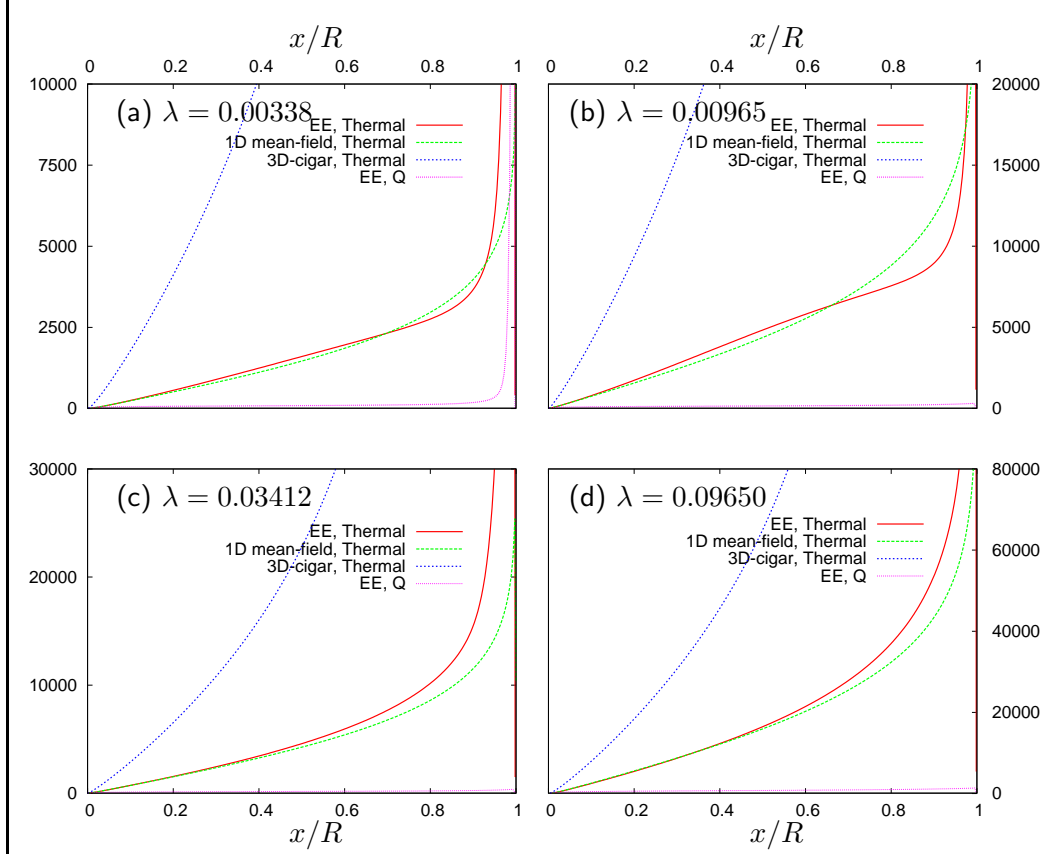 x/R x/R
0 0.2 0.4 0.6 0.8 1 0 0.2 0.4 0.6 0.8 1
(a) λ = 0.00338
EE, Thermal
1D mean-field, Thermal
3D-cigar, Thermal
EE, Q
10000
7500
5000
2500
0
(b) λ = 0.00965
EE, Thermal
1D mean-field, Thermal
3D-cigar, Thermal
EE, Q
20000
15000
10000
5000
0
(c) λ = 0.03412
EE, Thermal
1D mean-field, Thermal
3D-cigar, Thermal
EE, Q
30000
20000
10000
0
(d) λ = 0.09650
EE, Thermal
1D mean-field, Thermal
3D-cigar, Thermal
EE, Q
80000
60000
40000
20000
0
0 0.2 0.4 0.6 0.8 1 0 0.2 0.4 0.6 0.8 1
x/R x/R